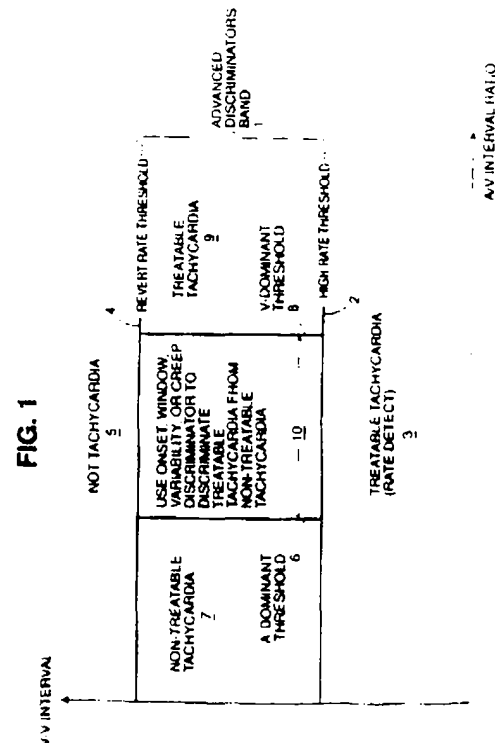 FIG. 1
V-V INTERVAL
NOT TACHYCARDIA
5
4
REVERT RATE THRESHOLD
NON-TREATABLE
TACHYCARDIA
7
A DOMINANT
THRESHOLD
6
USE ONSET, WINDOW,
VARIABILITY, OR CREEP
DISCRIMINATOR TO
DISCRIMINATE
TREATABLE
TACHYCARDIA FROM
NON-TREATABLE
TACHYCARDIA
10
TREATABLE
TACHYCARDIA
9
V-DOMINANT
THRESHOLD
8
ADVANCED
DISCRIMINATORS
BAND
1
HIGH RATE THRESHOLD
2
TREATABLE TACHYCARDIA
(RATE DETECT)
3
A/V INTERVAL RATIO